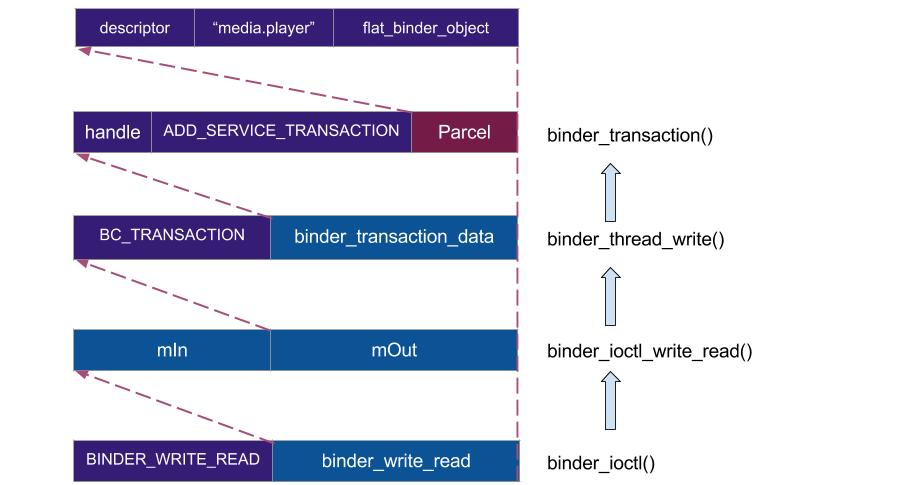 descriptor “media.player” flat_binder_object
handle ADD_SERVICE_TRANSACTION Parcel binder_transaction()
BC_TRANSACTION binder_transaction_data binder_thread_write()
mIn mOut binder_ioctl_write_read()
BINDER_WRITE_READ binder_write_read binder_ioctl()